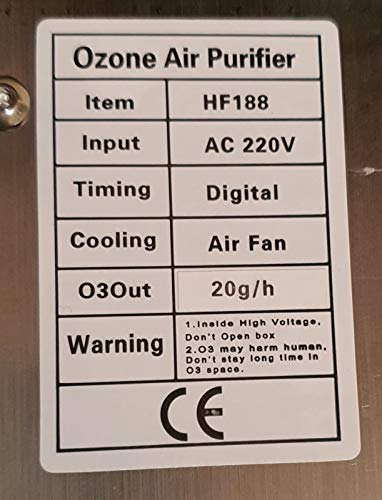 Ozone Air Purifier
Item HF188
Input AC 220V
Timing Digital
Cooling Air Fan
O3Out 20g/h
Warning
1.Inside High Voltage,
Don't Open box
2.O3 may harm human,
Don't stay long time in
O3 space.
CE